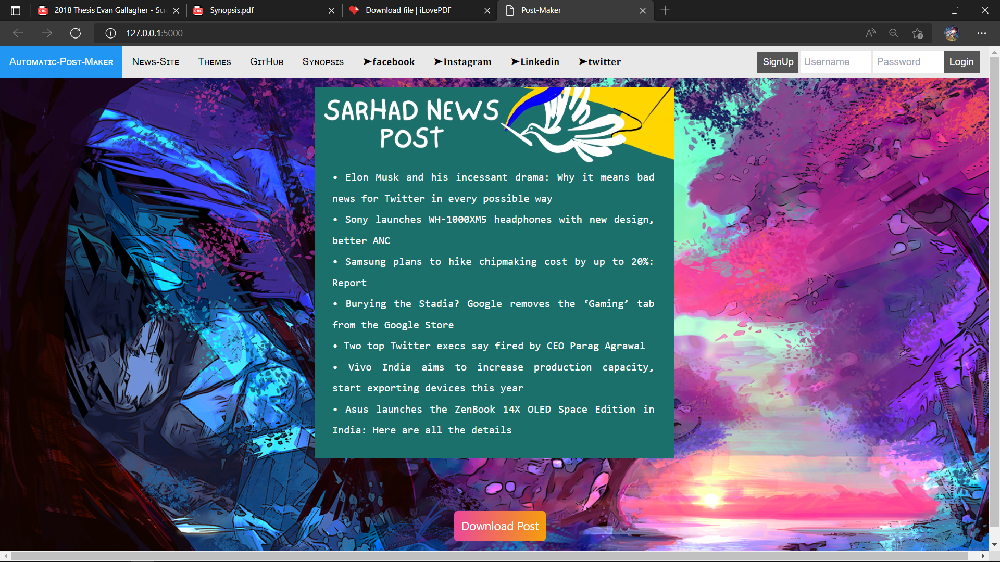 2018 Thesis Evan Gallagher - Scr
Synopsis.pdf
Download file | iLovePDF
Post-Maker
127.0.0.1:5000
Automatic-Post-Maker
News-Site
Themes
GitHub
Synopsis
➤facebook
➤Instagram
➤Linkedin
➤twitter
SignUp
Username
Password
Login
SARHAD NEWS
POST
• Elon Musk and his incessant drama: Why it means bad
news for Twitter in every possible way
• Sony launches WH-1000XM5 headphones with new design,
better ANC
• Samsung plans to hike chipmaking cost by up to 20%:
Report
• Burying the Stadia? Google removes the ‘Gaming’ tab
from the Google Store
• Two top Twitter execs say fired by CEO Parag Agrawal
• Vivo India aims to increase production capacity,
start exporting devices this year
• Asus launches the ZenBook 14X OLED Space Edition in
India: Here are all the details
Download Post